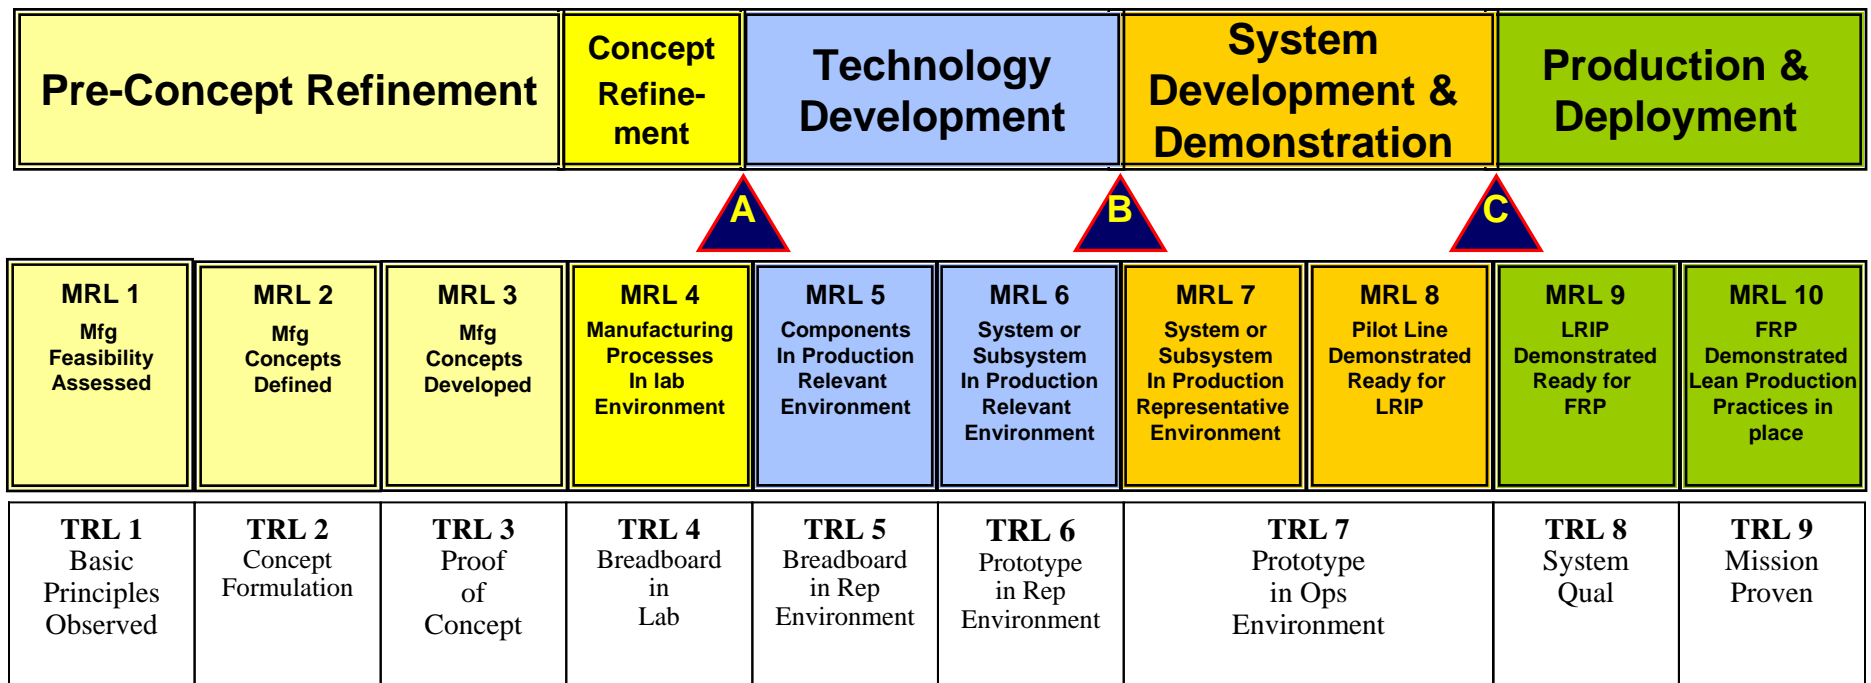 Pre-Concept Refinement
Concept
Refine-
ment
Technology
Development
System
Development &
Demonstration
Production &
Deployment
A
B
C
MRL 1
Mfg
Feasibility
Assessed
MRL 2
Mfg
Concepts
Defined
MRL 3
Mfg
Concepts
Developed
MRL 4
Manufacturing
Processes
In lab
Environment
MRL 5
Components
In Production
Relevant
Environment
MRL 6
System or
Subsystem
In Production
Relevant
Environment
MRL 7
System or
Subsystem
In Production
Representative
Environment
MRL 8
Pilot Line
Demonstrated
Ready for
LRIP
MRL 9
LRIP
Demonstrated
Ready for
FRP
MRL 10
FRP
Demonstrated
Lean Production
Practices in
place
TRL 1
Basic
Principles
Observed
TRL 2
Concept
Formulation
TRL 3
Proof
of
Concept
TRL 4
Breadboard
in
Lab
TRL 5
Breadboard
in Rep
Environment
TRL 6
Prototype
in Rep
Environment
TRL 7
Prototype
in Ops
Environment
TRL 8
System
Qual
TRL 9
Mission
Proven